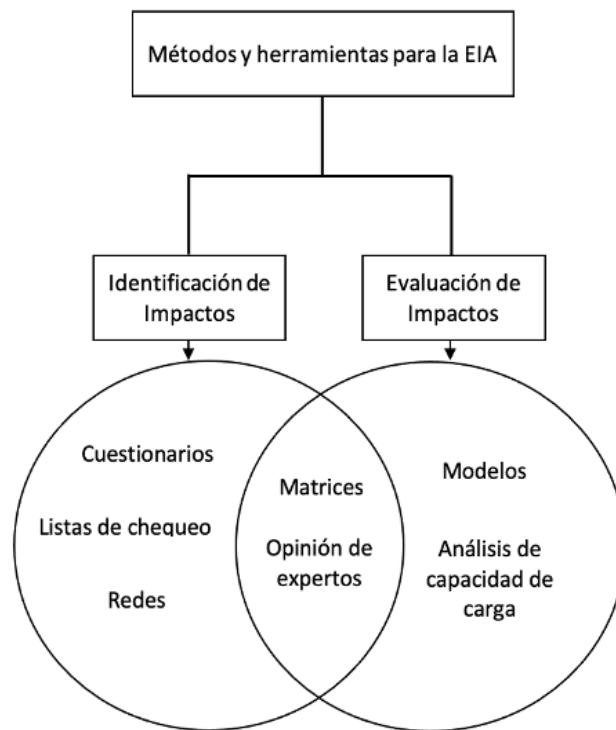 Métodos y herramientas para la EIA
Identificación de
Impactos
Evaluación de
Impactos
Cuestionarios
Listas de chequeo
Redes
Matrices
Opinión de
expertos
Modelos
Análisis de
capacidad de
carga